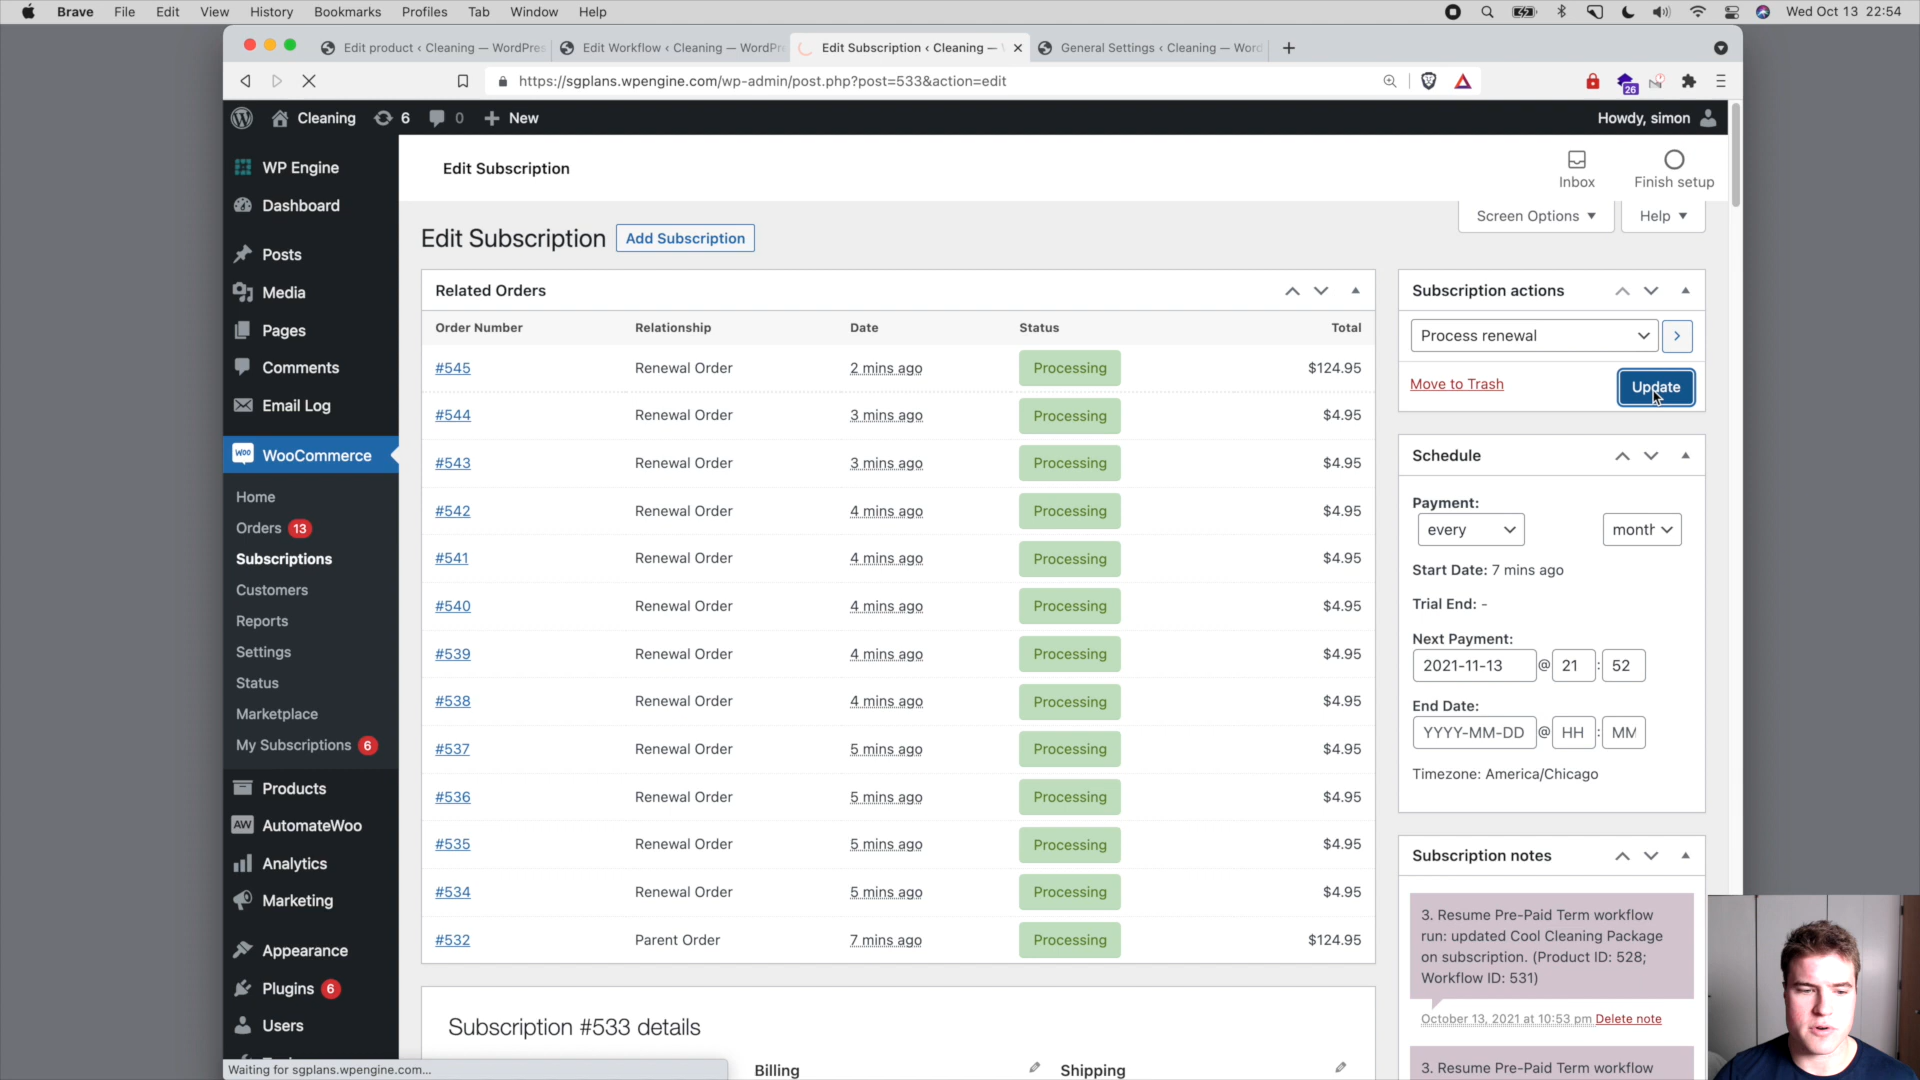 Brave File Edit View History Bookmarks Profiles Tab Window Help Wed Oct 13 22:54
Edit product ‹ Cleaning — WordPres Edit Workflow ‹ Cleaning — WordPr Edit Subscription ‹ Cleaning — General Settings ‹ Cleaning — Word
https://sgplans.wpengine.com/wp-admin/post.php?post=533&action=edit 26
Cleaning 6 0 New Howdy, simon
WP Engine
Dashboard
Posts
Media
Pages
Comments
Email Log
WooCommerce
Home
Orders 13
Subscriptions
Customers
Reports
Settings
Status
Marketplace
My Subscriptions 6
Products
AW AutomateWoo
Analytics
Marketing
Appearance
Plugins 6
Users
Edit Subscription
Inbox Finish setup
Screen Options Help
Edit Subscription Add Subscription
Related Orders
Order Number Relationship Date Status Total
#545 Renewal Order 2 mins ago Processing $124.95
#544 Renewal Order 3 mins ago Processing $4.95
#543 Renewal Order 3 mins ago Processing $4.95
#542 Renewal Order 4 mins ago Processing $4.95
#541 Renewal Order 4 mins ago Processing $4.95
#540 Renewal Order 4 mins ago Processing $4.95
#539 Renewal Order 4 mins ago Processing $4.95
#538 Renewal Order 4 mins ago Processing $4.95
#537 Renewal Order 5 mins ago Processing $4.95
#536 Renewal Order 5 mins ago Processing $4.95
#535 Renewal Order 5 mins ago Processing $4.95
#534 Renewal Order 5 mins ago Processing $4.95
#532 Parent Order 7 mins ago Processing $124.95
Subscription #533 details
Billing Shipping
Subscription actions
Process renewal
Move to Trash Update
Schedule
Payment:
every month
Start Date: 7 mins ago
Trial End: -
Next Payment:
2021-11-13 @ 21 : 52
End Date:
YYYY-MM-DD @ HH : MM
Timezone: America/Chicago
Subscription notes
3. Resume Pre-Paid Term workflow
run: updated Cool Cleaning Package
on subscription. (Product ID: 528;
Workflow ID: 531)
October 13, 2021 at 10:53 pm Delete note
3. Resume Pre-Paid Term workflow
Waiting for sgplans.wpengine.com...